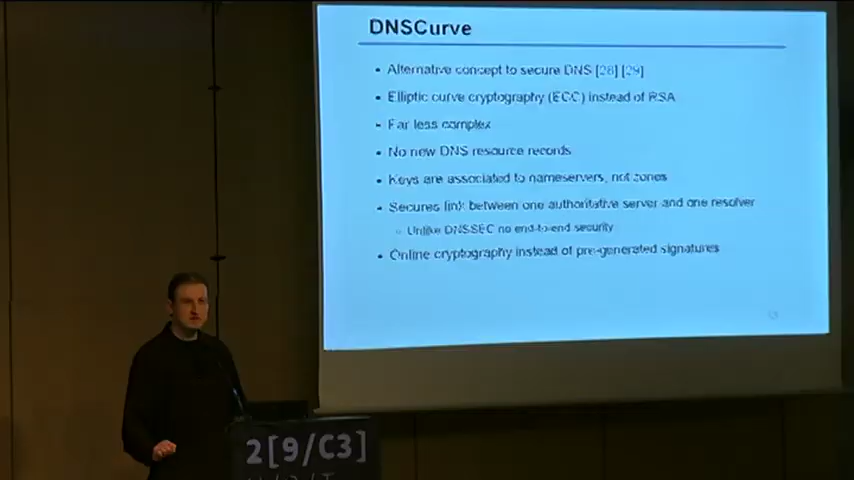 DNSCurve
Alternative concept to secure DNS [28] [29]
Elliptic curve cryptography (ECC) instead of RSA
Far less complex
No new DNS resource records
Keys are associated to nameservers, not zones
Secures link between one authoritative server and one resolver
Unlike DNSSEC no end-to-end security
Online cryptography instead of pre-generated signatures
2[9/C3]